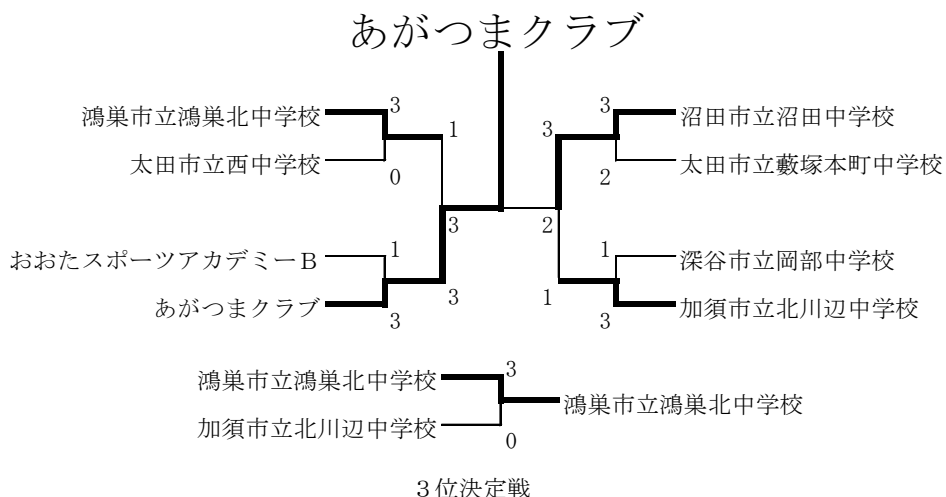 あがつまクラブ
鴻巣市立鴻巣北中学校
3
1
3
3
沼田市立沼田中学校
太田市立西中学校
0
2
太田市立藪塚本町中学校
3
2
おおたスポーツアカデミーＢ
1
1
深谷市立岡部中学校
あがつまクラブ
3
3
1
3
加須市立北川辺中学校
鴻巣市立鴻巣北中学校
3
鴻巣市立鴻巣北中学校
加須市立北川辺中学校
0
３位決定戦